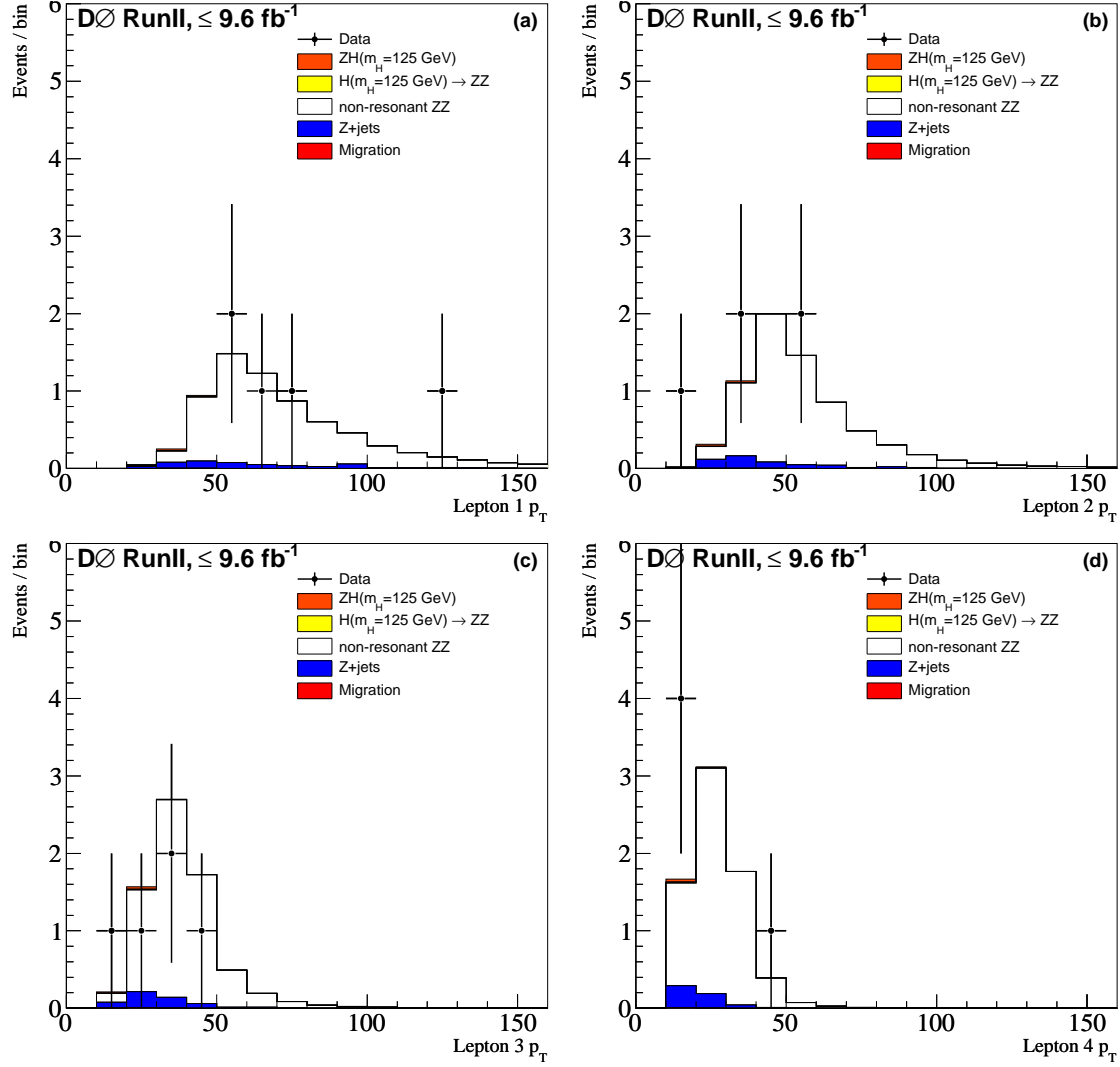 DØ RunII, ≤ 9.6 fb-1
(a)
Events / bin
Data
ZH(mH=125 GeV)
H(mH=125 GeV) → ZZ
non-resonant ZZ
Z+jets
Migration
6
5
4
3
2
1
0
0 50 100 150
Lepton 1 pT
DØ RunII, ≤ 9.6 fb-1
(b)
Events / bin
Data
ZH(mH=125 GeV)
H(mH=125 GeV) → ZZ
non-resonant ZZ
Z+jets
Migration
6
5
4
3
2
1
0
0 50 100 150
Lepton 2 pT
DØ RunII, ≤ 9.6 fb-1
(c)
Events / bin
Data
ZH(mH=125 GeV)
H(mH=125 GeV) → ZZ
non-resonant ZZ
Z+jets
Migration
6
5
4
3
2
1
0
0 50 100 150
Lepton 3 pT
DØ RunII, ≤ 9.6 fb-1
(d)
Events / bin
Data
ZH(mH=125 GeV)
H(mH=125 GeV) → ZZ
non-resonant ZZ
Z+jets
Migration
6
5
4
3
2
1
0
0 50 100 150
Lepton 4 pT